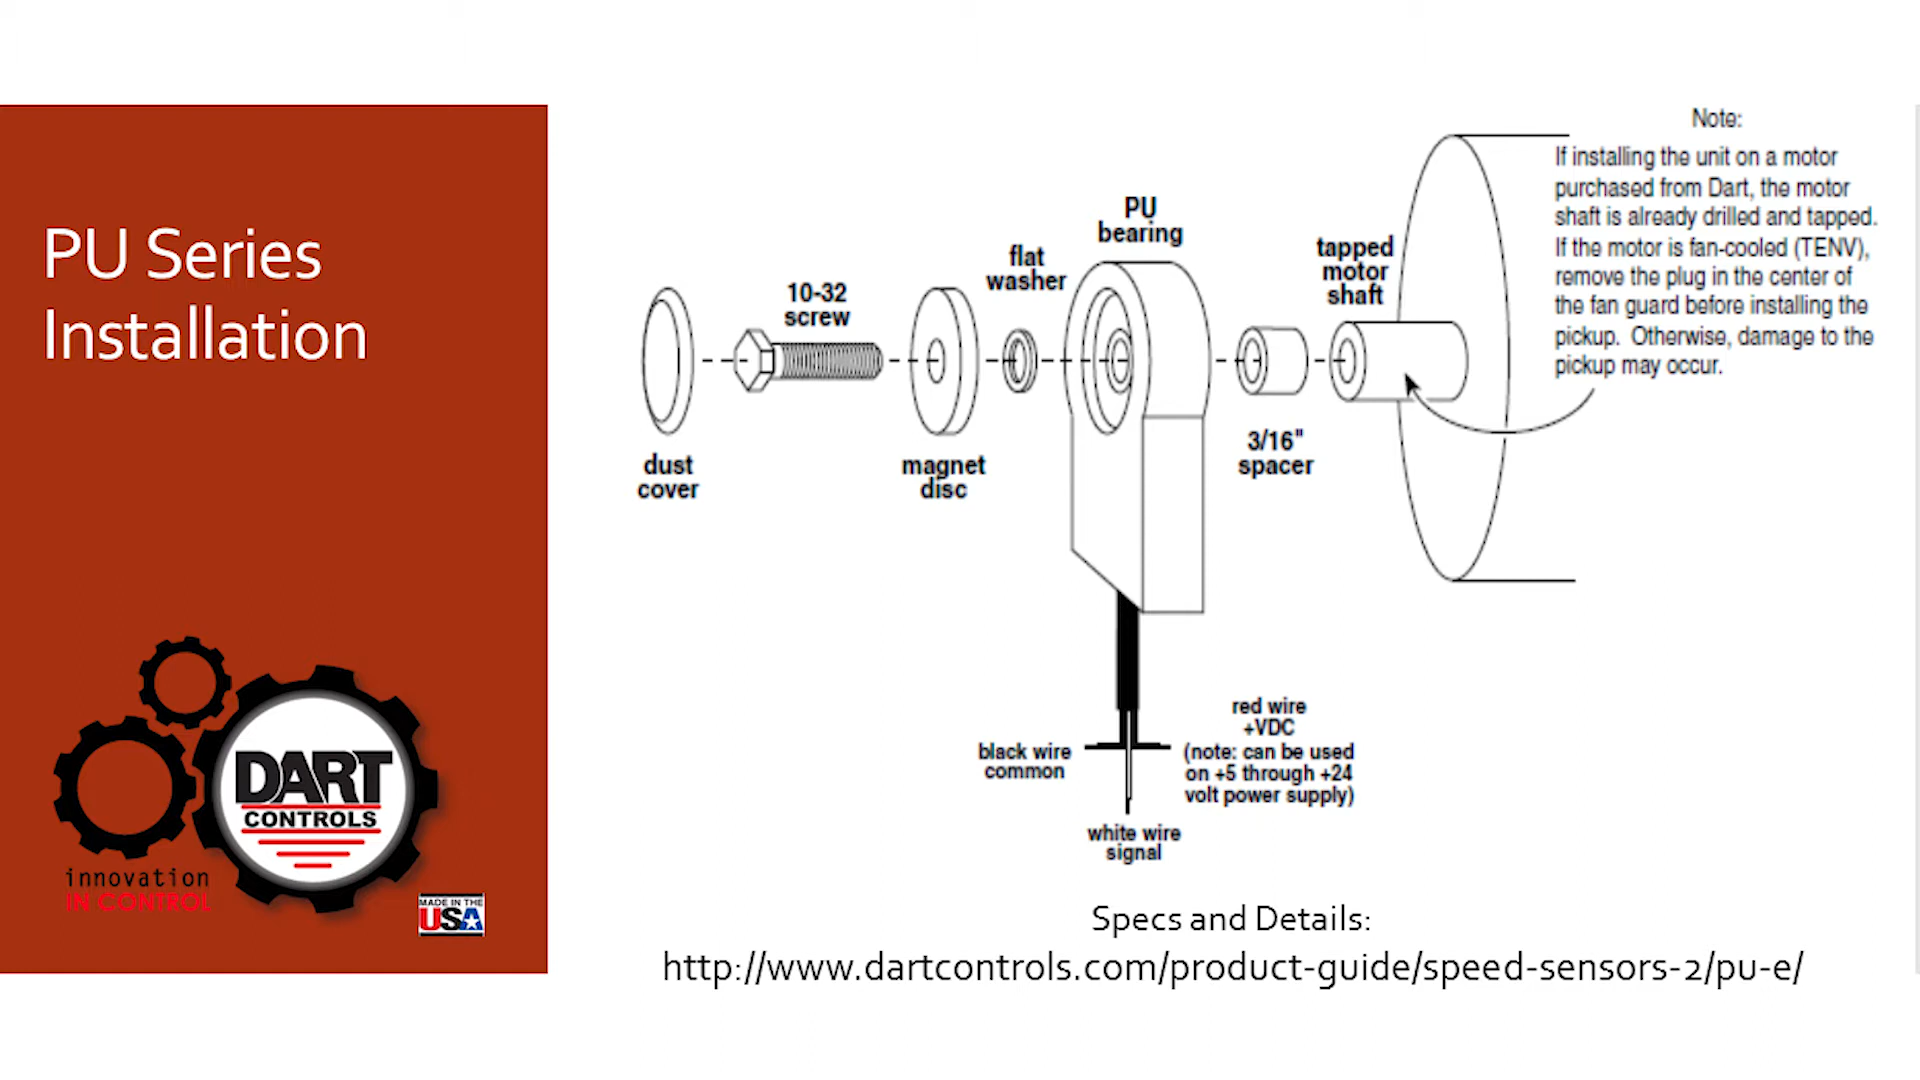 PU Series
Installation
Note:
If installing the unit on a motor
purchased from Dart, the motor
shaft is already drilled and tapped.
If the motor is fan-cooled (TENV),
remove the plug in the center of
the fan guard before installing the
pickup. Otherwise, damage to the
pickup may occur.
dust
cover
10-32
screw
magnet
disc
flat
washer
PU
bearing
3/16"
spacer
tapped
motor
shaft
black wire
common
white wire
signal
red wire
+VDC
(note: can be used
on +5 through +24
volt power supply)
DART
CONTROLS
innovation
IN CONTROL
MADE IN THE
USA
Specs and Details:
http://www.dartcontrols.com/product-guide/speed-sensors-2/pu-e/